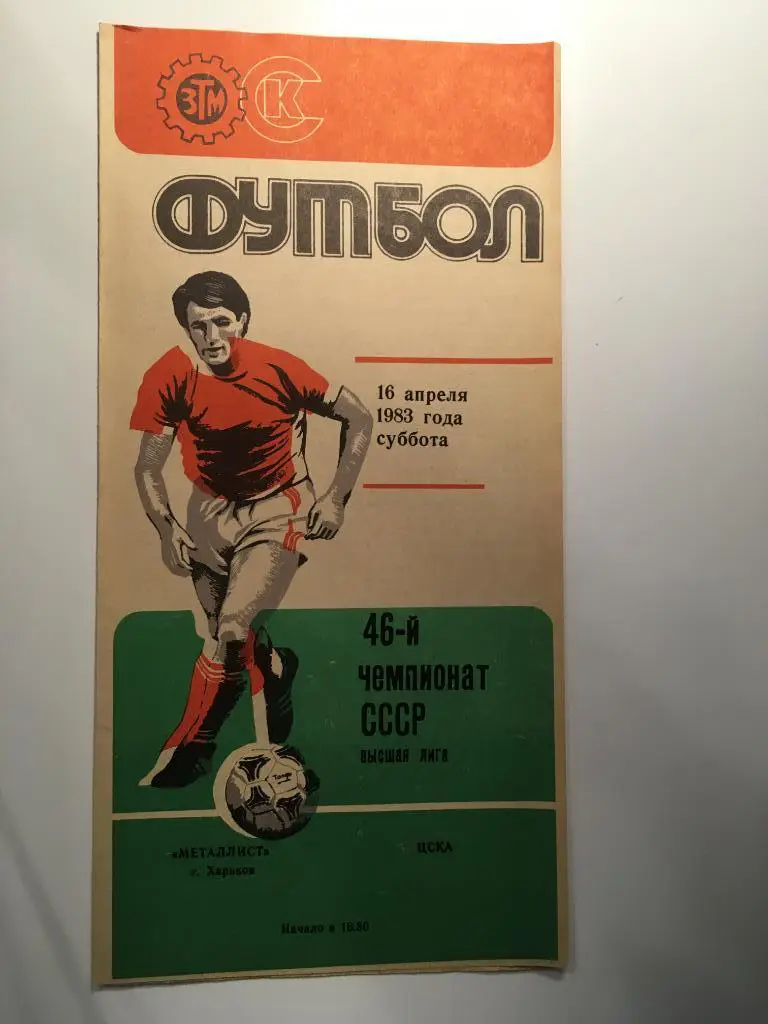 ЗТМ СК
ФУТБОЛ
16 апреля
1983 года
суббота
46-й
чемпионат
СССР
высшая лига
Tango
«МЕТАЛЛИСТ» ЦСКА
г. Харьков
Начало в 18.30